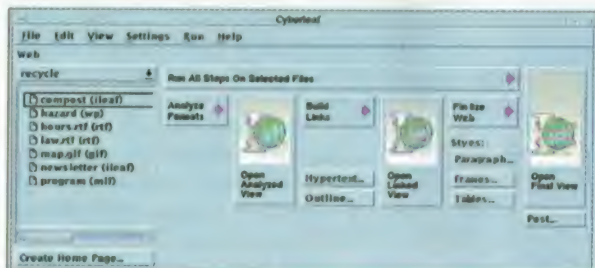 Cyberleaf
File Edit View Settings Run Help
Web
recycle
compost (ileaf)
hazard (wp)
hours.rtf (rtf)
law.rtf (rtf)
map.gif (gif)
newsletter (ileaf)
program (mif)
Create Home Page...
Run All Steps On Selected Files
Analyze
Formats
Open
Analyzed
View
Build
Links
Hypertext...
Outline...
Open
Linked
View
Web
Styles:
Paragraph...
Frames...
Tables...
Open
Final View
Post...